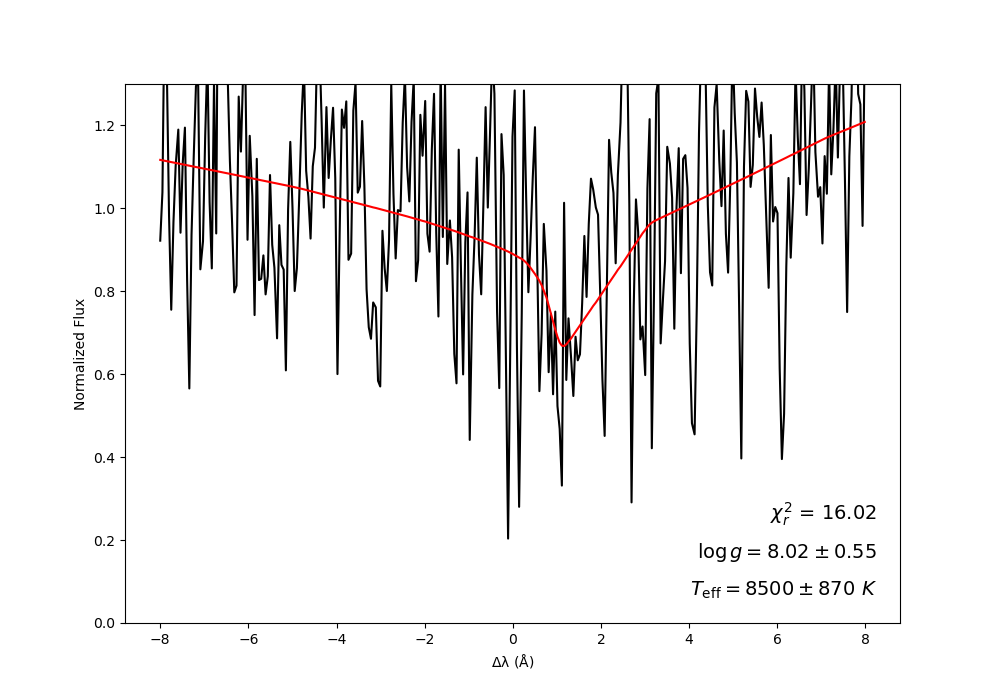 1.2
1.0
0.8
0.6
0.4
0.2
0.0
Normalized Flux
χ²ᵣ = 16.02
log g = 8.02 ± 0.55
T_eff = 8500 ± 870 K
−8 −6 −4 −2 0 2 4 6 8
Δλ (Å)